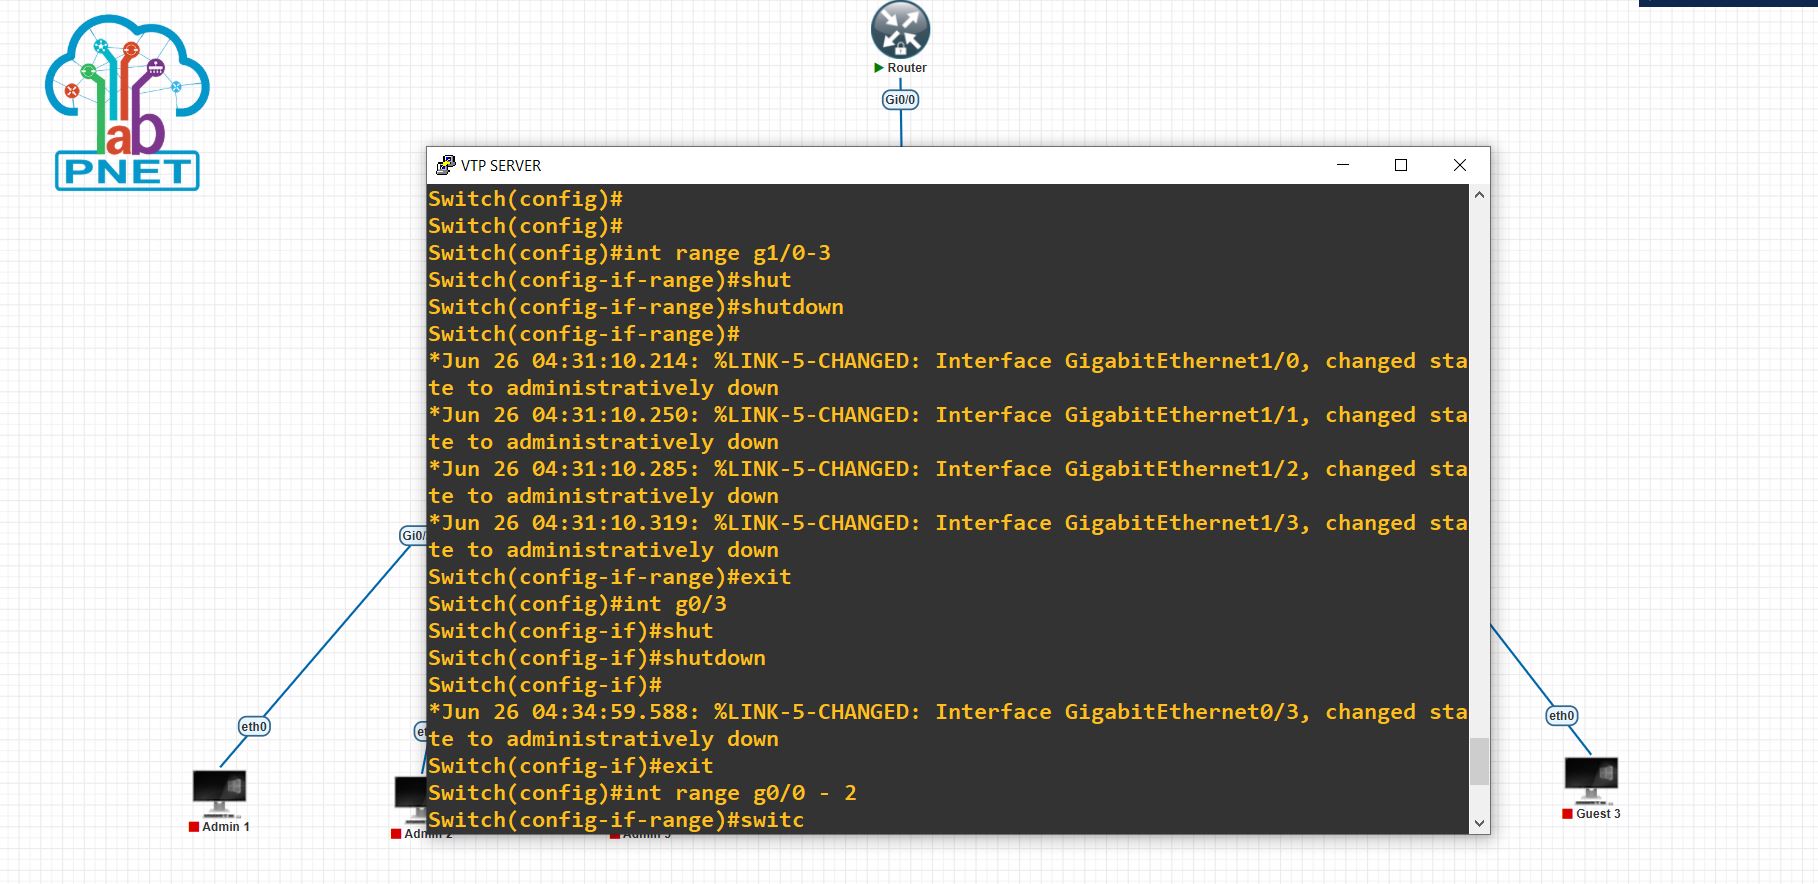 lab
PNET
Router
Gi0/0
VTP SERVER
Switch(config)#
Switch(config)#
Switch(config)#int range g1/0-3
Switch(config-if-range)#shut
Switch(config-if-range)#shutdown
Switch(config-if-range)#
*Jun 26 04:31:10.214: %LINK-5-CHANGED: Interface GigabitEthernet1/0, changed sta
te to administratively down
*Jun 26 04:31:10.250: %LINK-5-CHANGED: Interface GigabitEthernet1/1, changed sta
te to administratively down
*Jun 26 04:31:10.285: %LINK-5-CHANGED: Interface GigabitEthernet1/2, changed sta
te to administratively down
*Jun 26 04:31:10.319: %LINK-5-CHANGED: Interface GigabitEthernet1/3, changed sta
te to administratively down
Switch(config-if-range)#exit
Switch(config)#int g0/3
Switch(config-if)#shut
Switch(config-if)#shutdown
Switch(config-if)#
*Jun 26 04:34:59.588: %LINK-5-CHANGED: Interface GigabitEthernet0/3, changed sta
te to administratively down
Switch(config-if)#exit
Switch(config)#int range g0/0 - 2
Switch(config-if-range)#switc
Gi0/
eth0
eth0
Admin 1
Admin 2
Guest 3